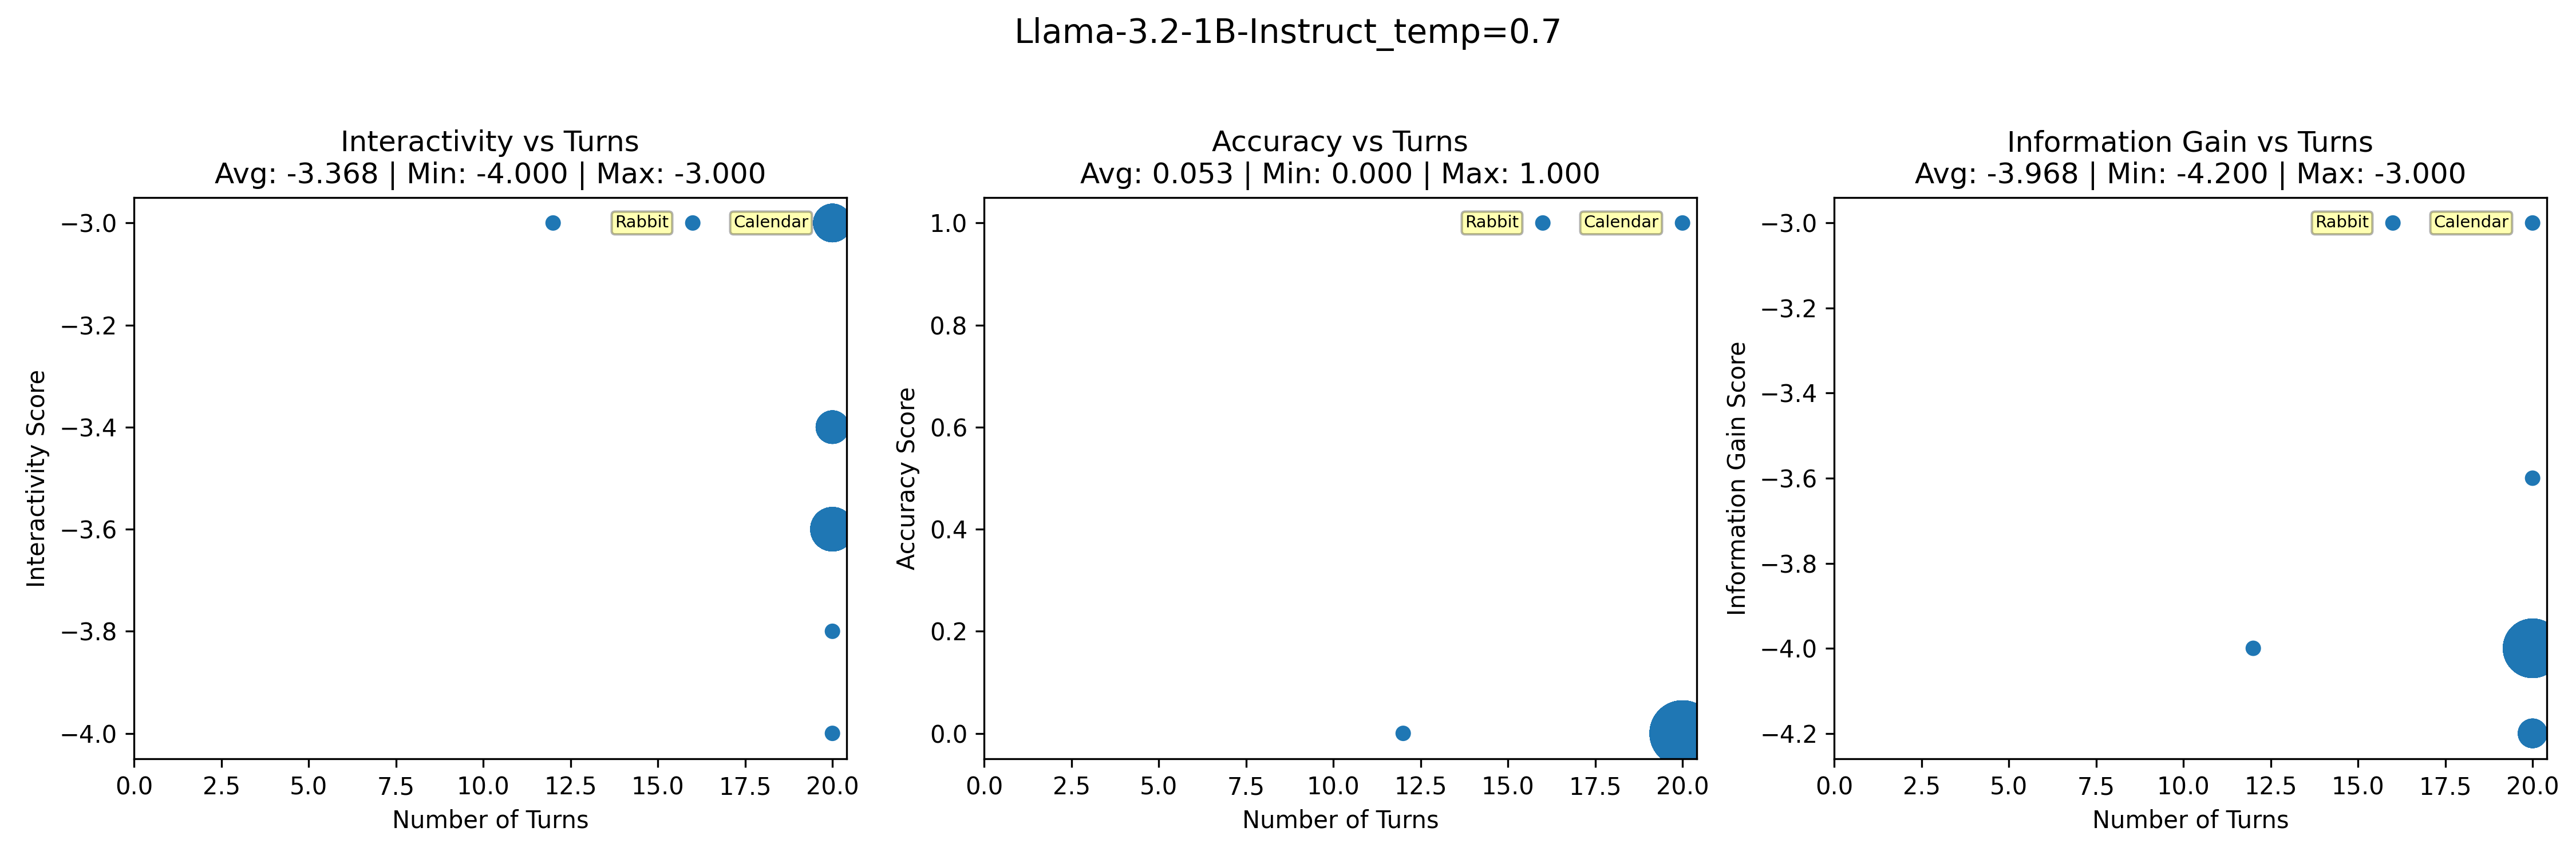 Llama-3.2-1B-Instruct_temp=0.7
Interactivity vs Turns
Avg: -3.368 | Min: -4.000 | Max: -3.000
Interactivity Score
−3.0
−3.2
−3.4
−3.6
−3.8
−4.0
Rabbit
Calendar
0.0 2.5 5.0 7.5 10.0 12.5 15.0 17.5 20.0
Number of Turns
Accuracy vs Turns
Avg: 0.053 | Min: 0.000 | Max: 1.000
Accuracy Score
1.0
0.8
0.6
0.4
0.2
0.0
Rabbit
Calendar
0.0 2.5 5.0 7.5 10.0 12.5 15.0 17.5 20.0
Number of Turns
Information Gain vs Turns
Avg: -3.968 | Min: -4.200 | Max: -3.000
Information Gain Score
−3.0
−3.2
−3.4
−3.6
−3.8
−4.0
−4.2
Rabbit
Calendar
0.0 2.5 5.0 7.5 10.0 12.5 15.0 17.5 20.0
Number of Turns